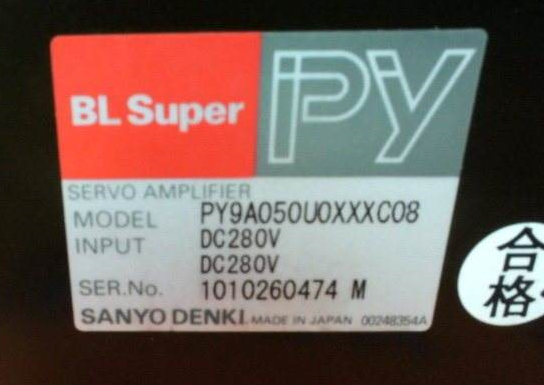 BL Super PY
SERVO AMPLIFIER
MODEL PY9A050U0XXXC08
INPUT DC280V
DC280V
SER.No. 1010260474 M
SANYO DENKI. MADE IN JAPAN 00248354A
合
格